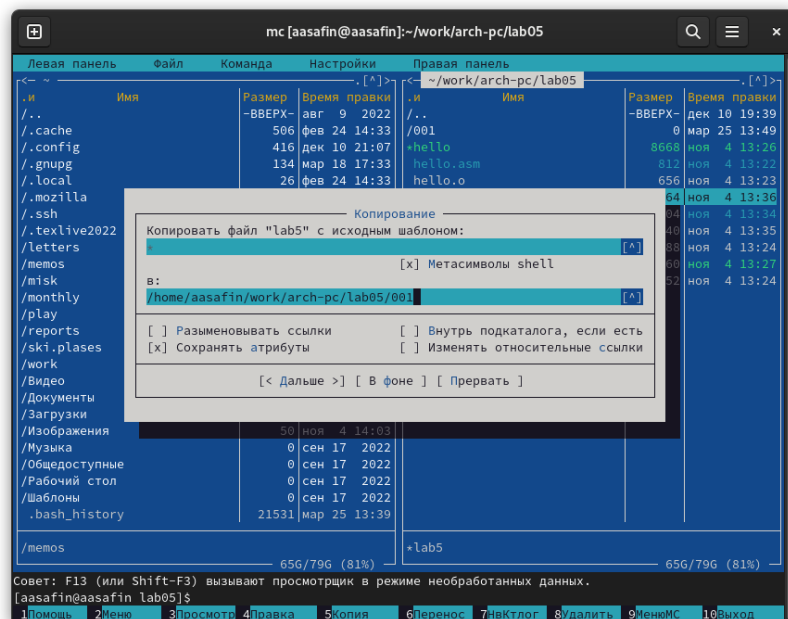 mc [aasafin@aasafin]:~/work/arch-pc/lab05
Левая панель Файл Команда Настройки Правая панель
<— ~ .[^]> <— ~/work/arch-pc/lab05 .[^]>
.и Имя Размер Время правки .и Имя Размер Время правки
/.. -ВВЕРХ- авг 9 2022 /.. -ВВЕРХ- дек 10 19:39
/.cache 506 фев 24 14:33 /001 0 мар 25 13:49
/.config 416 дек 10 21:07 *hello 8668 ноя 4 13:26
/.gnupg 134 мар 18 17:33 hello.asm 812 ноя 4 13:22
/.local 26 фев 24 14:33 hello.o 656 ноя 4 13:23
/.mozilla 64 ноя 4 13:36
/.ssh 04 ноя 4 13:34
/.texlive2022 40 ноя 4 13:35
/letters 88 ноя 4 13:24
/memos 60 ноя 4 13:27
/misk 52 ноя 4 13:24
/monthly
/play
/reports
/ski.plases
/work
/Видео
/Документы
/Загрузки
/Изображения 50 ноя 4 14:03
/Музыка 0 сен 17 2022
/Общедоступные 0 сен 17 2022
/Рабочий стол 0 сен 17 2022
/Шаблоны 0 сен 17 2022
.bash_history 21531 мар 25 13:39
Копирование
Копировать файл "lab5" с исходным шаблоном:
* [^]
[x] Метасимволы shell
в:
/home/aasafin/work/arch-pc/lab05/001 [^]
[ ] Разыменовывать ссылки [ ] Внутрь подкаталога, если есть
[x] Сохранять атрибуты [ ] Изменять относительные ссылки
[< Дальше >] [ В фоне ] [ Прервать ]
/memos *lab5
65G/79G (81%) 65G/79G (81%)
Совет: F13 (или Shift-F3) вызывают просмотрщик в режиме необработанных данных.
[aasafin@aasafin lab05]$
1Помощь 2Меню 3Просмотр 4Правка 5Копия 6Перенос 7НвКтлог 8Удалить 9МенюMC 10Выход